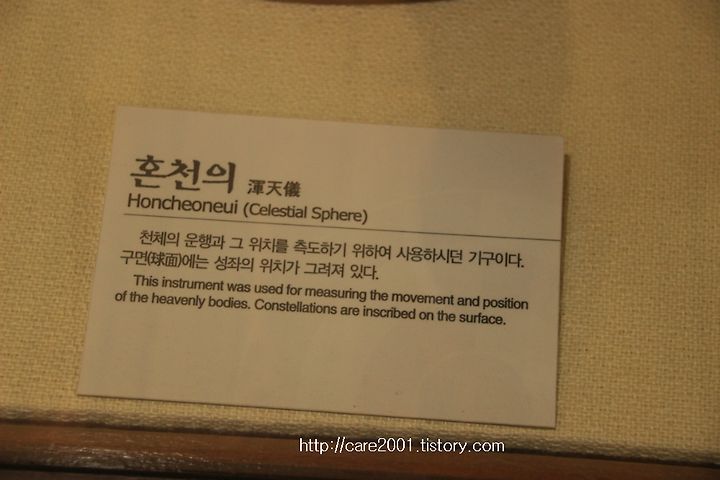 혼천의 渾天儀
Honcheoneui (Celestial Sphere)
천체의 운행과 그 위치를 측도하기 위하여 사용하시던 기구이다.
구면(球面)에는 성좌의 위치가 그려져 있다.
This instrument was used for measuring the movement and position
of the heavenly bodies. Constellations are inscribed on the surface.
http://care2001.tistory.com